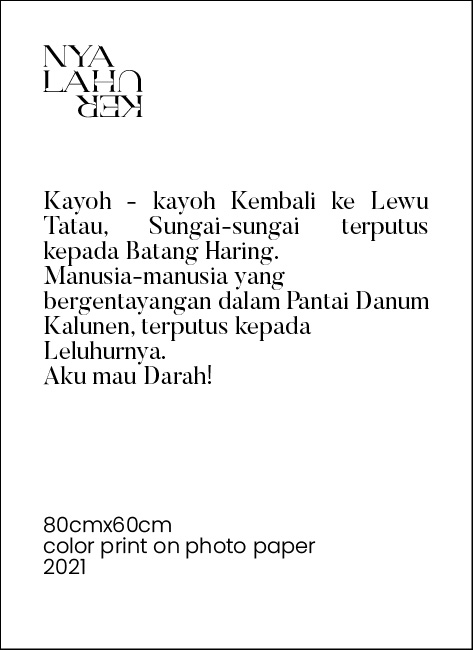 NYA
LAHU
KER
Kayoh - kayoh Kembali ke Lewu
Tatau, Sungai-sungai terputus
kepada Batang Haring.
Manusia-manusia yang
bergentayangan dalam Pantai Danum
Kalunen, terputus kepada
Leluhurnya.
Aku mau Darah!
80cmx60cm
color print on photo paper
2021